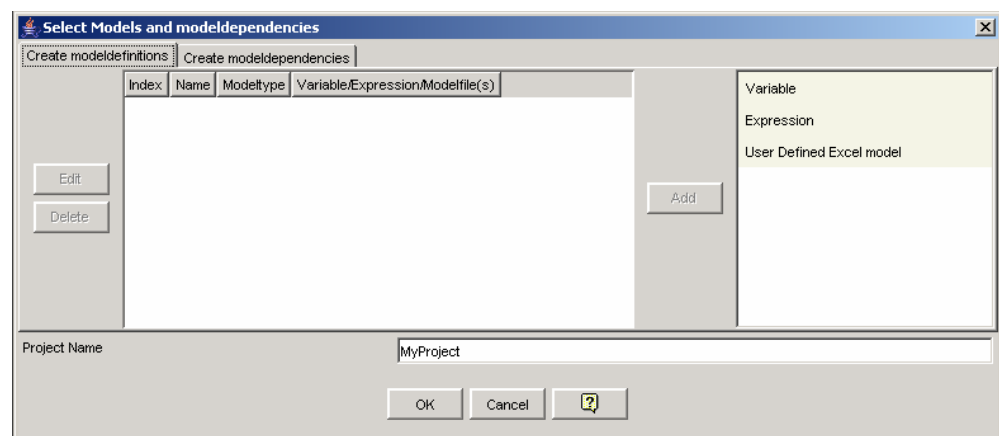 Select Models and modeldependencies
Create modeldefinitions Create modeldependencies
Index Name Modeltype Variable/Expression/Modelfile(s)
Variable
Expression
User Defined Excel model
Edit
Delete
Add
Project Name MyProject
OK Cancel ?